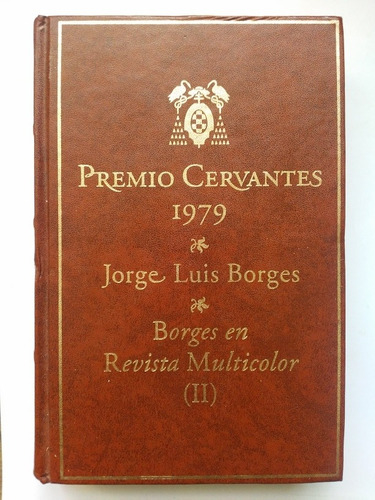 PREMIO CERVANTES
1979
Jorge Luis Borges
Borges en
Revista Multicolor
(II)